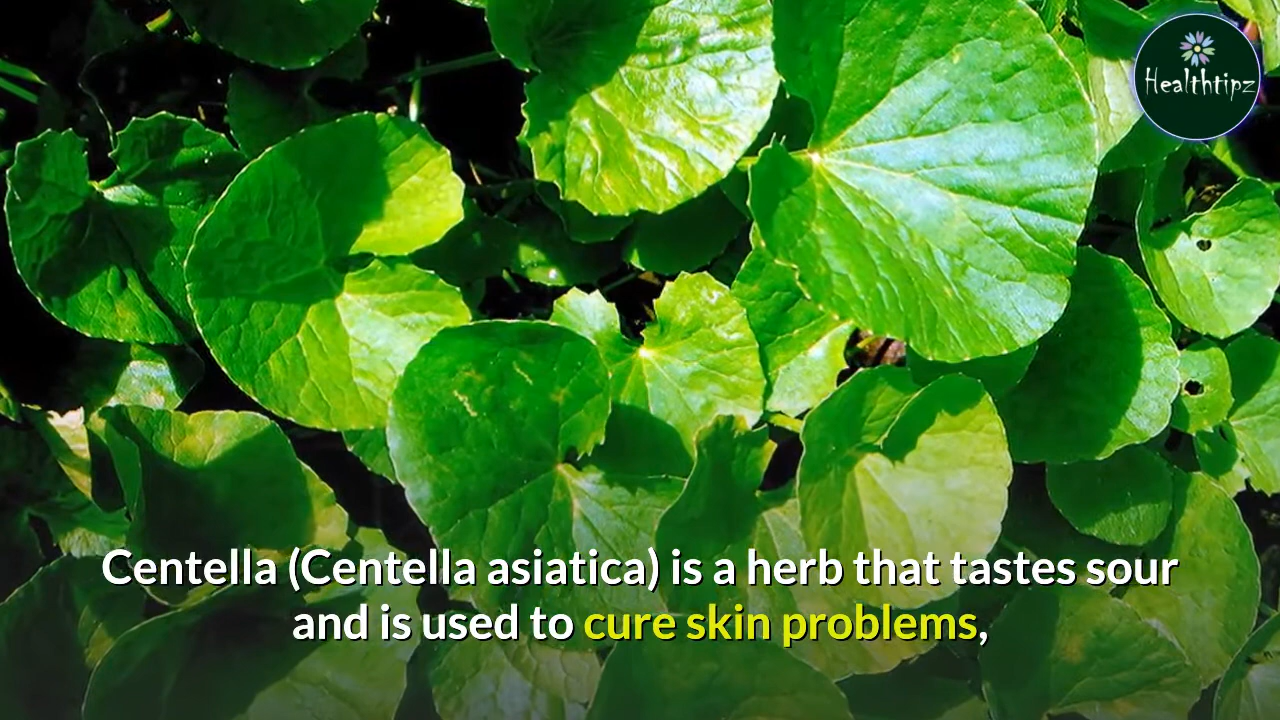 Healthtipz
Centella (Centella asiatica) is a herb that tastes sour
and is used to cure skin problems,